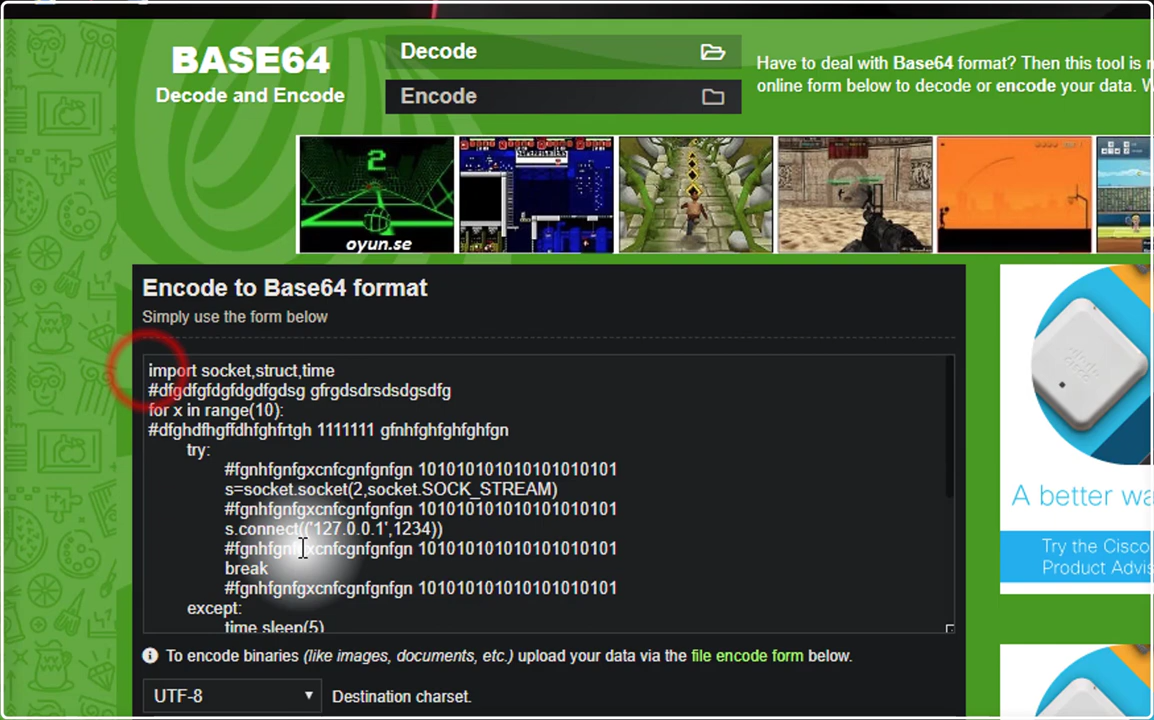 BASE64
Decode and Encode
Decode
Encode
Have to deal with Base64 format? Then this tool is
online form below to decode or encode your data. W
2
oyun.se
Encode to Base64 format
Simply use the form below
import socket,struct,time
#dfgdfgfdgfdgdfgdsg gfrgdsdrsdsdgsdfg
for x in range(10):
#dfghdfhgffdhfghfrtgh 1111111 gfnhfghfghfghfgn
try:
#fgnhfgnfgxcnfcgnfgnfgn 101010101010101010101
s=socket.socket(2,socket.SOCK_STREAM)
#fgnhfgnfgxcnfcgnfgnfgn 101010101010101010101
s.connect(('127.0.0.1',1234))
#fgnhfgnfgxcnfcgnfgnfgn 101010101010101010101
break
#fgnhfgnfgxcnfcgnfgnfgn 101010101010101010101
except:
time.sleep(5)
To encode binaries (like images, documents, etc.) upload your data via the file encode form below.
UTF-8
Destination charset.
A better wa
Try the Cisco
Product Advis